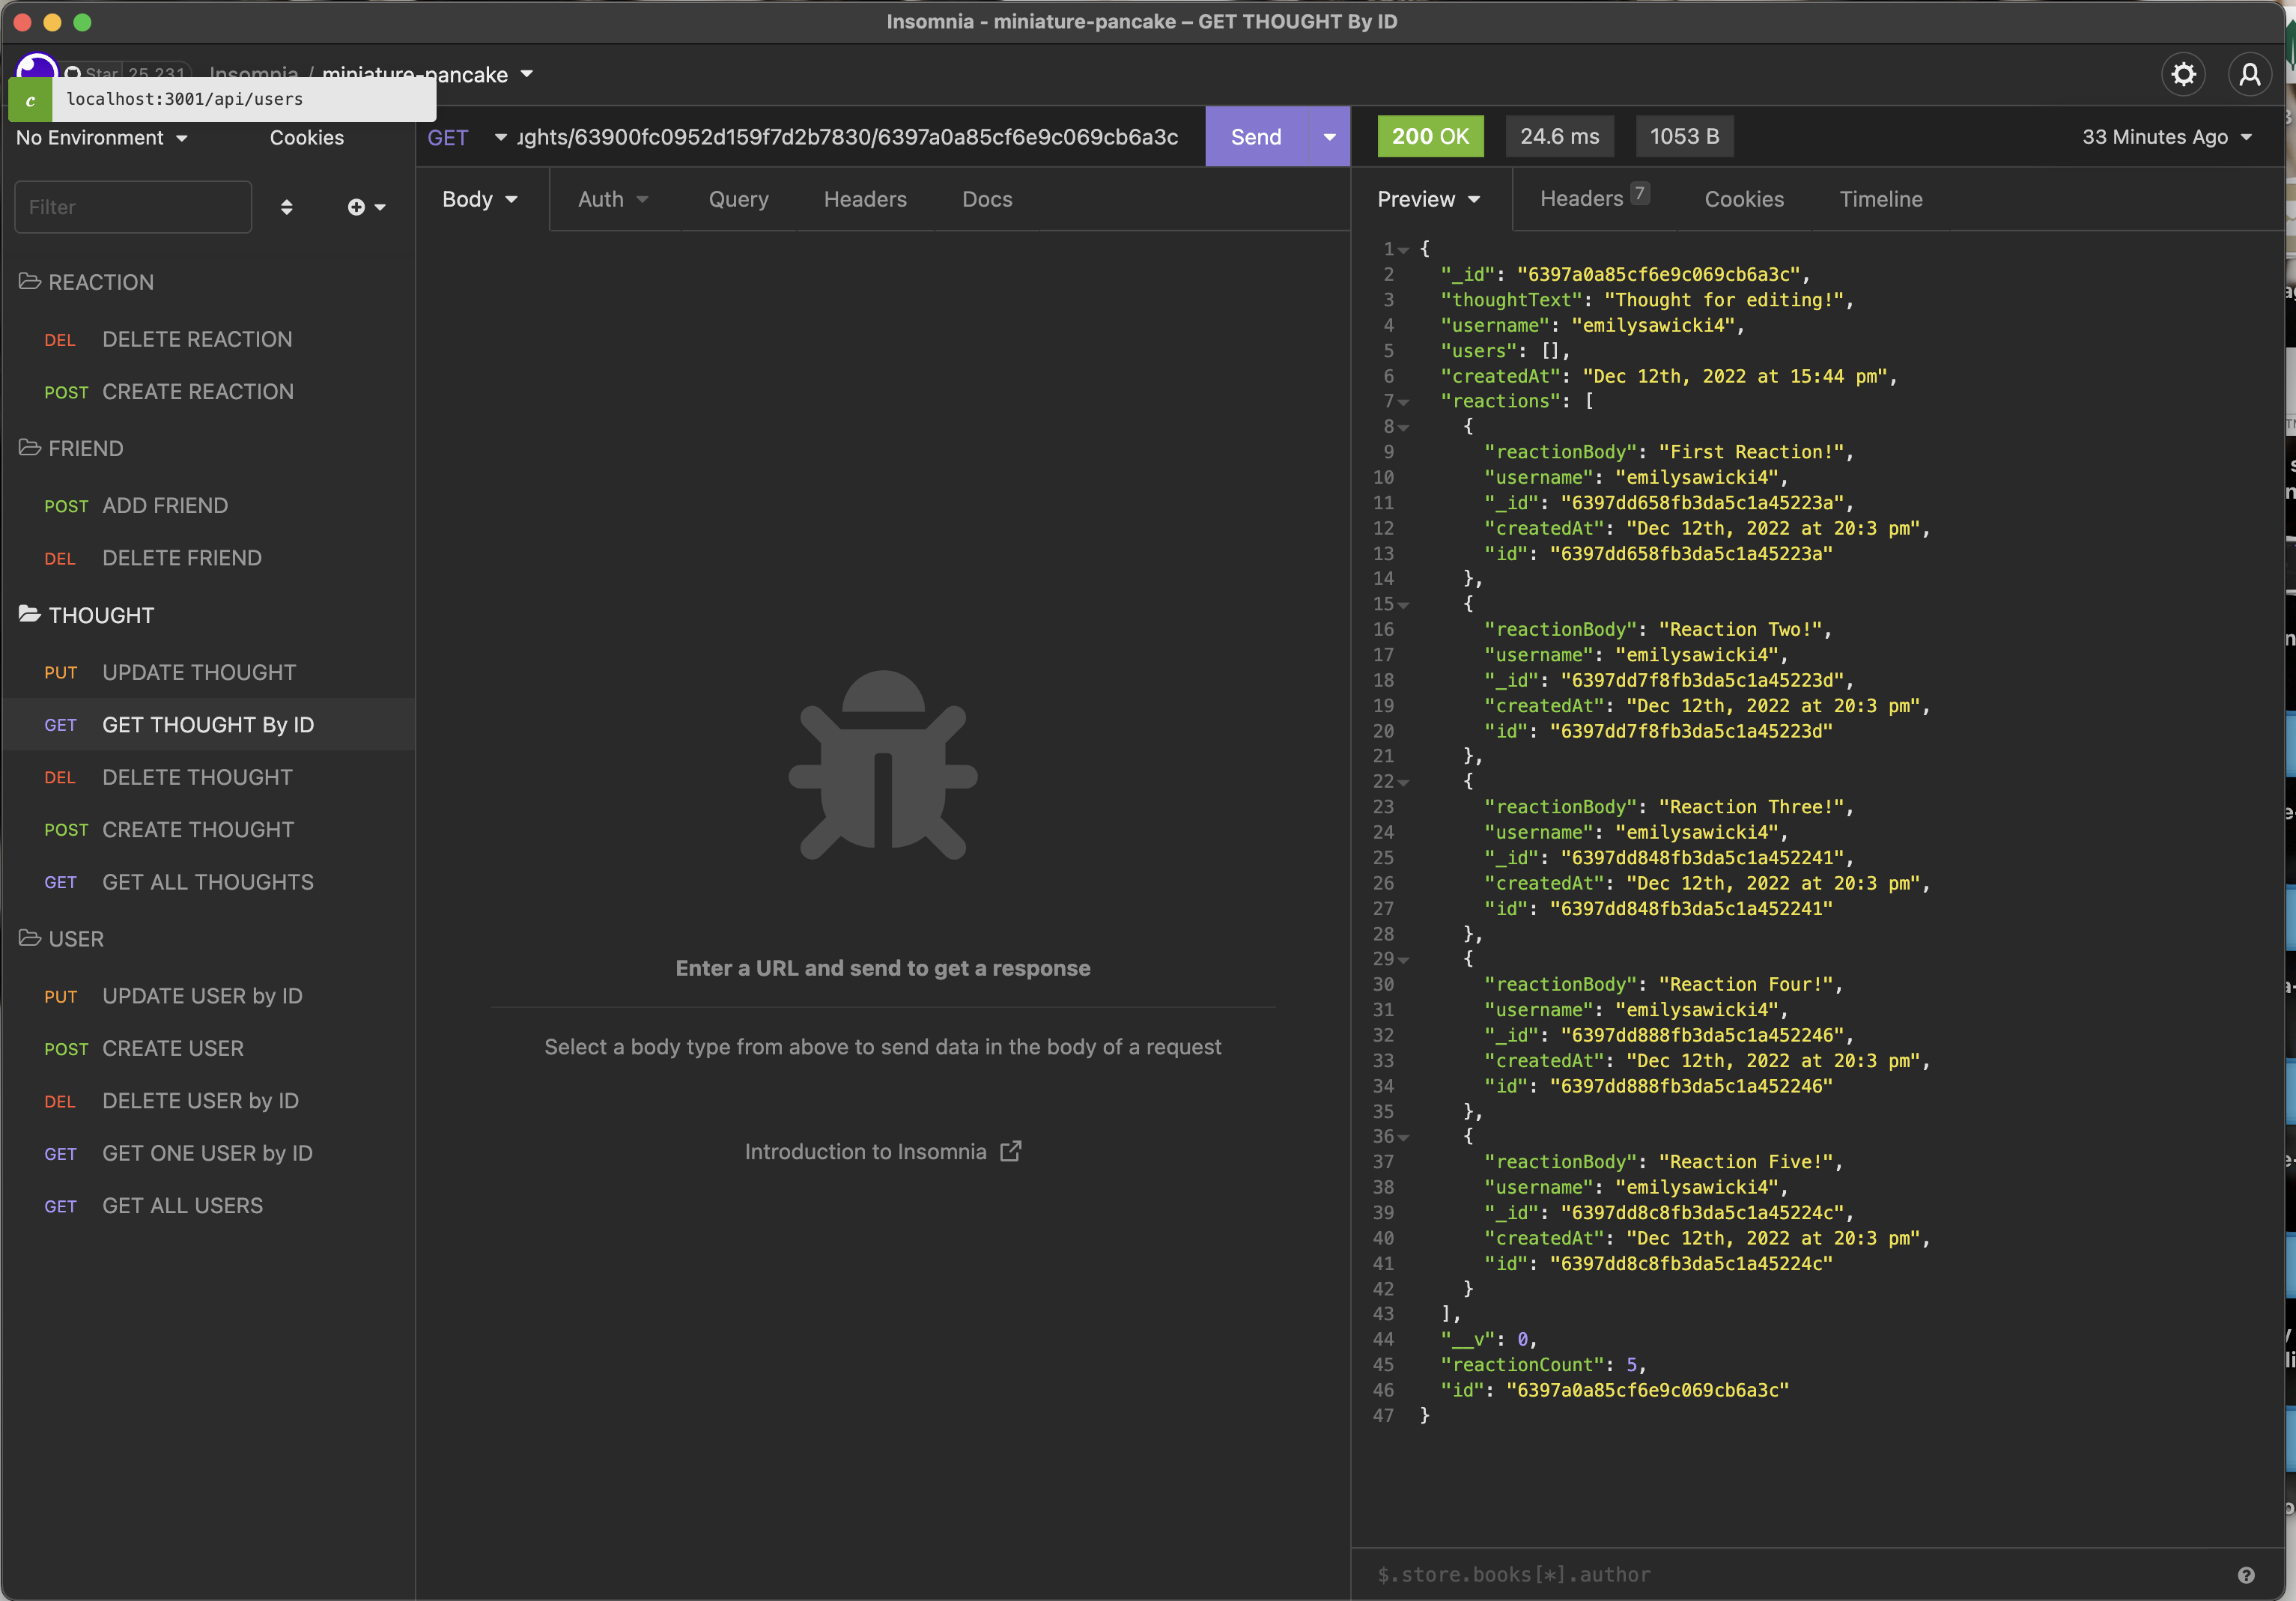 Insomnia - miniature-pancake – GET THOUGHT By ID
Star 25,231
Insomnia / miniature-pancake
c localhost:3001/api/users
No Environment Cookies
GET ughts/63900fc0952d159f7d2b7830/6397a0a85cf6e9c069cb6a3c Send
200 OK 24.6 ms 1053 B 33 Minutes Ago
Filter
Body Auth Query Headers Docs
Preview Headers 7 Cookies Timeline
REACTION
DEL DELETE REACTION
POST CREATE REACTION
FRIEND
POST ADD FRIEND
DEL DELETE FRIEND
THOUGHT
PUT UPDATE THOUGHT
GET GET THOUGHT By ID
DEL DELETE THOUGHT
POST CREATE THOUGHT
GET GET ALL THOUGHTS
USER
PUT UPDATE USER by ID
POST CREATE USER
DEL DELETE USER by ID
GET GET ONE USER by ID
GET GET ALL USERS
Enter a URL and send to get a response
Select a body type from above to send data in the body of a request
Introduction to Insomnia
1 {
2 "_id": "6397a0a85cf6e9c069cb6a3c",
3 "thoughtText": "Thought for editing!",
4 "username": "emilysawicki4",
5 "users": [],
6 "createdAt": "Dec 12th, 2022 at 15:44 pm",
7 "reactions": [
8 {
9 "reactionBody": "First Reaction!",
10 "username": "emilysawicki4",
11 "_id": "6397dd658fb3da5c1a45223a",
12 "createdAt": "Dec 12th, 2022 at 20:3 pm",
13 "id": "6397dd658fb3da5c1a45223a"
14 },
15 {
16 "reactionBody": "Reaction Two!",
17 "username": "emilysawicki4",
18 "_id": "6397dd7f8fb3da5c1a45223d",
19 "createdAt": "Dec 12th, 2022 at 20:3 pm",
20 "id": "6397dd7f8fb3da5c1a45223d"
21 },
22 {
23 "reactionBody": "Reaction Three!",
24 "username": "emilysawicki4",
25 "_id": "6397dd848fb3da5c1a452241",
26 "createdAt": "Dec 12th, 2022 at 20:3 pm",
27 "id": "6397dd848fb3da5c1a452241"
28 },
29 {
30 "reactionBody": "Reaction Four!",
31 "username": "emilysawicki4",
32 "_id": "6397dd888fb3da5c1a452246",
33 "createdAt": "Dec 12th, 2022 at 20:3 pm",
34 "id": "6397dd888fb3da5c1a452246"
35 },
36 {
37 "reactionBody": "Reaction Five!",
38 "username": "emilysawicki4",
39 "_id": "6397dd8c8fb3da5c1a45224c",
40 "createdAt": "Dec 12th, 2022 at 20:3 pm",
41 "id": "6397dd8c8fb3da5c1a45224c"
42 }
43 ],
44 "__v": 0,
45 "reactionCount": 5,
46 "id": "6397a0a85cf6e9c069cb6a3c"
47 }
$.store.books[*].author